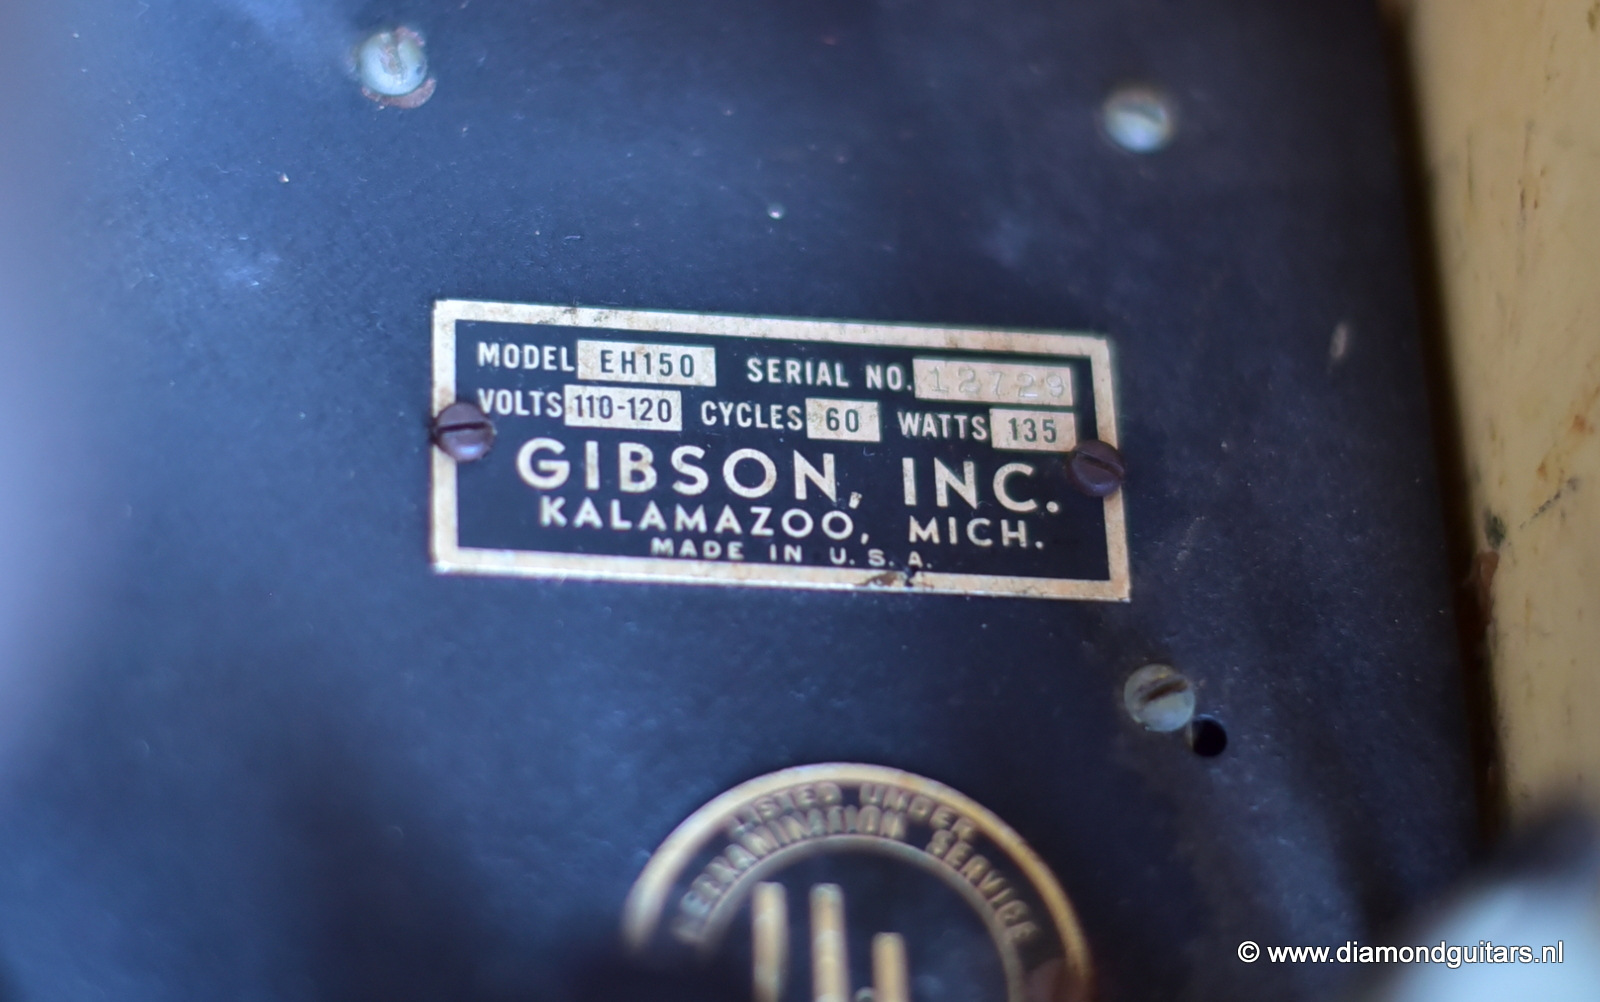 MODEL EH150 SERIAL NO. 12729
VOLTS 110-120 CYCLES 60 WATTS 135
GIBSON, INC.
KALAMAZOO, MICH.
MADE IN U.S.A.
LISTED UNDER
REEXAMINATION SERVICE
© www.diamondguitars.nl